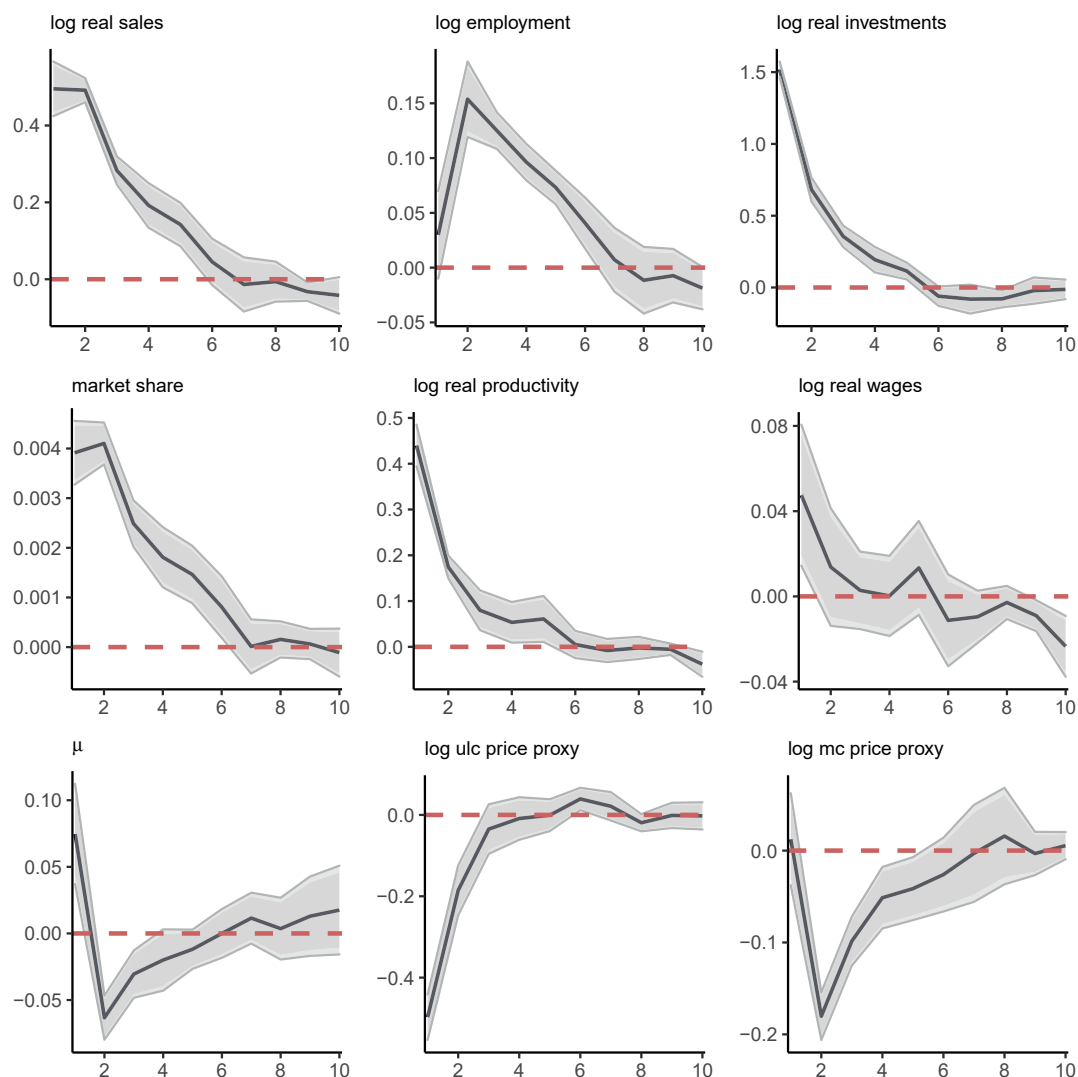 log real sales
log employment
log real investments
0.4
0.2
0.0
2 4 6 8 10
0.15
0.10
0.05
0.00
−0.05
2 4 6 8 10
1.5
1.0
0.5
0.0
2 4 6 8 10
market share
log real productivity
log real wages
0.004
0.003
0.002
0.001
0.000
2 4 6 8 10
0.5
0.4
0.3
0.2
0.1
0.0
2 4 6 8 10
0.08
0.04
0.00
−0.04
2 4 6 8 10
μ
log ulc price proxy
log mc price proxy
0.10
0.05
0.00
−0.05
2 4 6 8 10
0.0
−0.2
−0.4
2 4 6 8 10
0.0
−0.1
−0.2
2 4 6 8 10